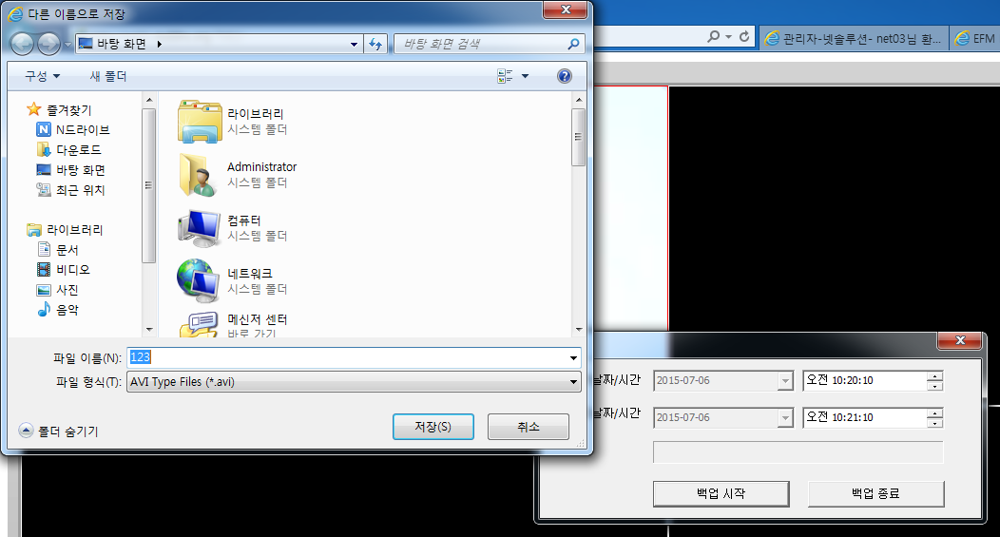 다른 이름으로 저장
바탕 화면
바탕 화면 검색
관리자-넷솔루션- net03님 환...
EFM
구성
새 폴더
즐겨찾기
N드라이브
다운로드
바탕 화면
최근 위치
라이브러리
문서
비디오
사진
음악
라이브러리
시스템 폴더
Administrator
시스템 폴더
컴퓨터
시스템 폴더
네트워크
시스템 폴더
메신저 센터
바로 가기
파일 이름(N):
123
파일 형식(T):
AVI Type Files (*.avi)
폴더 숨기기
저장(S)
취소
날짜/시간
2015-07-06
오전 10:20:10
날짜/시간
2015-07-06
오전 10:21:10
백업 시작
백업 종료